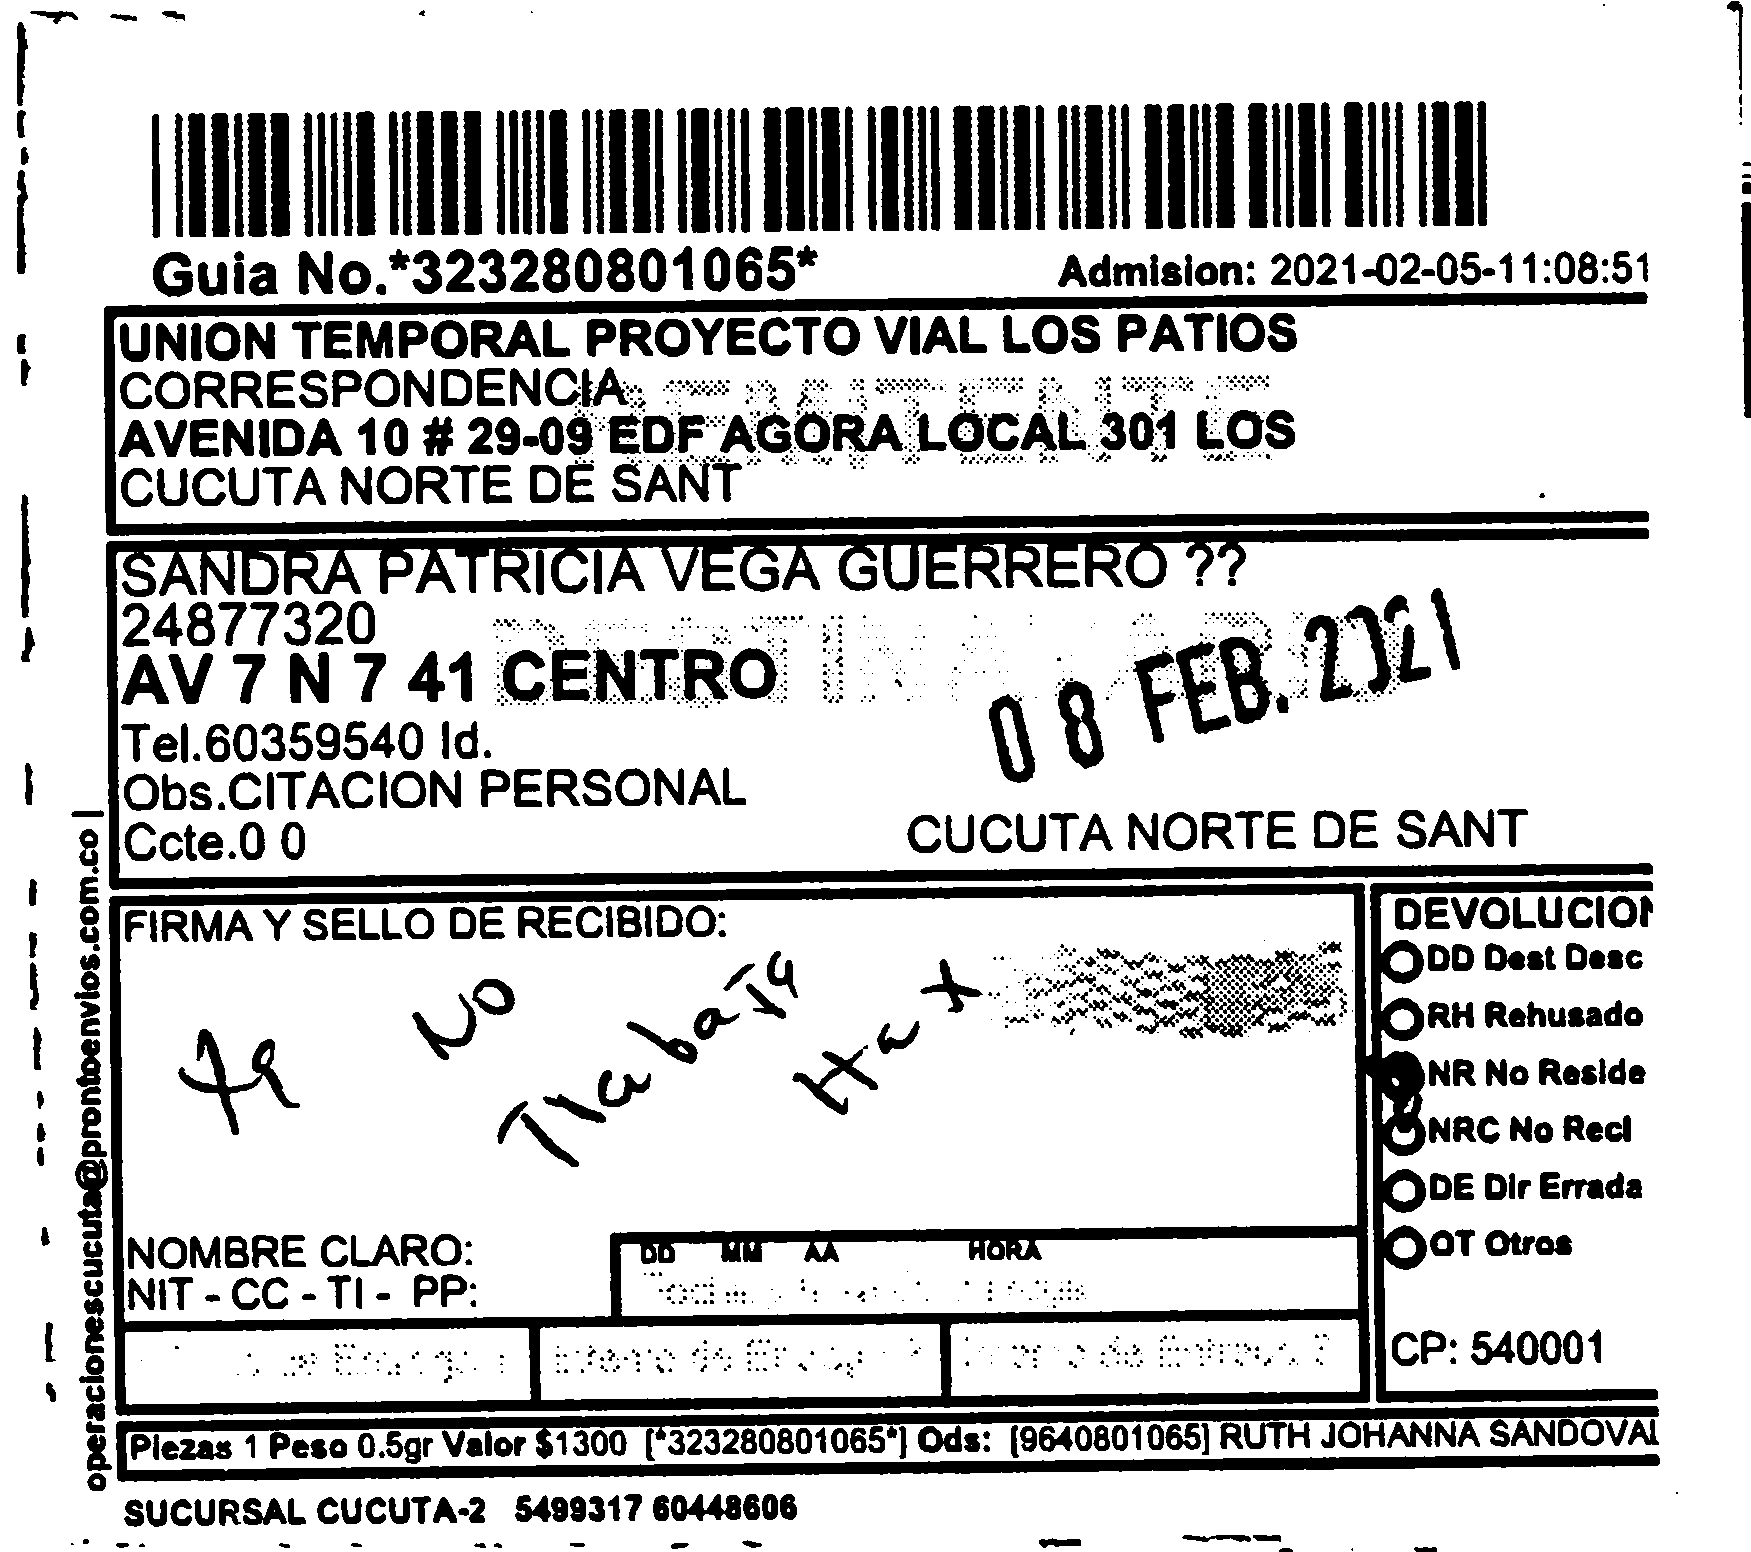 Guia No.*323280801065*
Admision: 2021-02-05-11:08:51
UNION TEMPORAL PROYECTO VIAL LOS PATIOS
CORRESPONDENCIA
REMITENTE
AVENIDA 10 # 29-09 EDF AGORA LOCAL 301 LOS
CUCUTA NORTE DE SANT
SANDRA PATRICIA VEGA GUERRERO ??
24877320
DESTINATARIO
AV 7 N 7 41 CENTRO
08 FEB. 2021
Tel.60359540 Id.
Obs.CITACION PERSONAL
Ccte.0 0
CUCUTA NORTE DE SANT
FIRMA Y SELLO DE RECIBIDO:
Ya No Trabaja
DEVOLUCION
DD Dest Desc
RH Rehusado
NR No Reside
NRC No Recl
DE Dir Errada
OT Otros
NOMBRE CLARO:
NIT - CC - TI - PP:
DD MM AA HORA
CP: 540001
Piezas 1 Peso 0.5gr Valor $1300 [*323280801065*] Ods: [9640801065] RUTH JOHANNA SANDOVAL
SUCURSAL CUCUTA-2 5499317 60448606
operacionescucuta@prontoenvios.com.co |